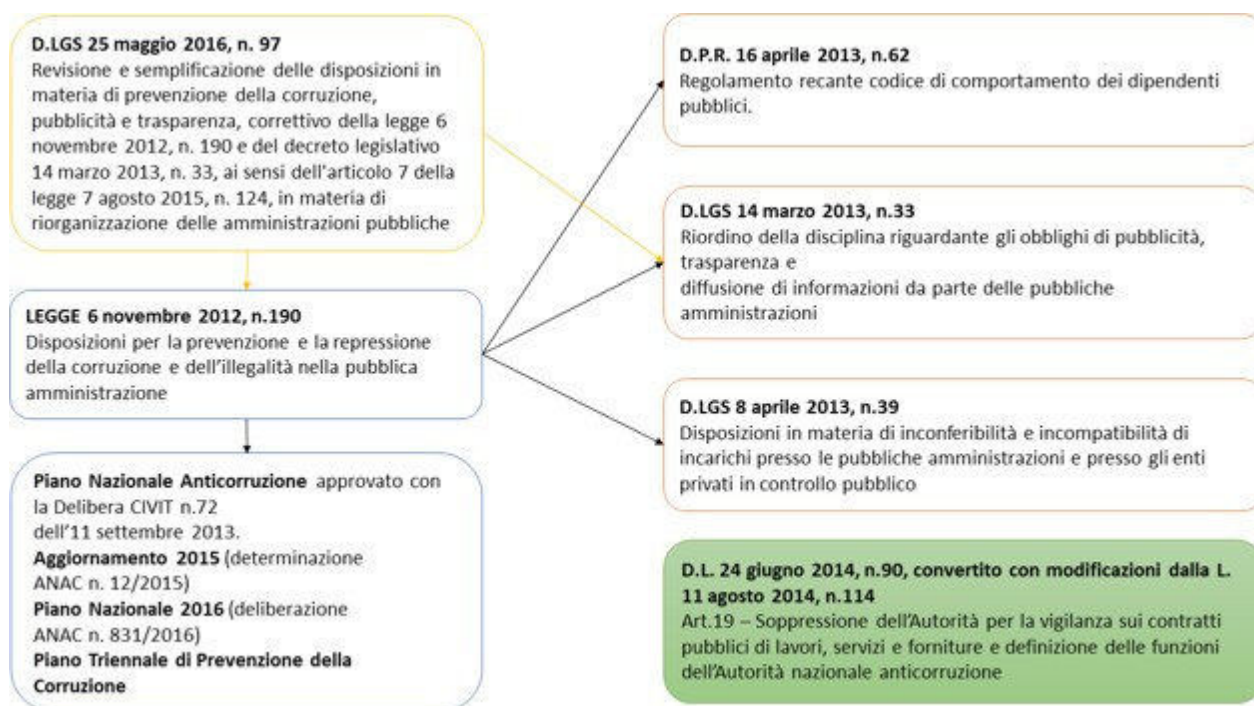 D.LGS 25 maggio 2016, n. 97
Revisione e semplificazione delle disposizioni in
materia di prevenzione della corruzione,
pubblicità e trasparenza, correttivo della legge 6
novembre 2012, n. 190 e del decreto legislativo
14 marzo 2013, n. 33, ai sensi dell'articolo 7 della
legge 7 agosto 2015, n. 124, in materia di
riorganizzazione delle amministrazioni pubbliche
LEGGE 6 novembre 2012, n.190
Disposizioni per la prevenzione e la repressione
della corruzione e dell'illegalità nella pubblica
amministrazione
Piano Nazionale Anticorruzione approvato con
la Delibera CIVIT n.72
dell'11 settembre 2013.
Aggiornamento 2015 (determinazione
ANAC n. 12/2015)
Piano Nazionale 2016 (deliberazione
ANAC n. 831/2016)
Piano Triennale di Prevenzione della
Corruzione
D.P.R. 16 aprile 2013, n.62
Regolamento recante codice di comportamento dei dipendenti
pubblici.
D.LGS 14 marzo 2013, n.33
Riordino della disciplina riguardante gli obblighi di pubblicità,
trasparenza e
diffusione di informazioni da parte delle pubbliche
amministrazioni
D.LGS 8 aprile 2013, n.39
Disposizioni in materia di inconferibilità e incompatibilità di
incarichi presso le pubbliche amministrazioni e presso gli enti
privati in controllo pubblico
D.L. 24 giugno 2014, n.90, convertito con modificazioni dalla L.
11 agosto 2014, n.114
Art.19 – Soppressione dell'Autorità per la vigilanza sui contratti
pubblici di lavori, servizi e forniture e definizione delle funzioni
dell'Autorità nazionale anticorruzione